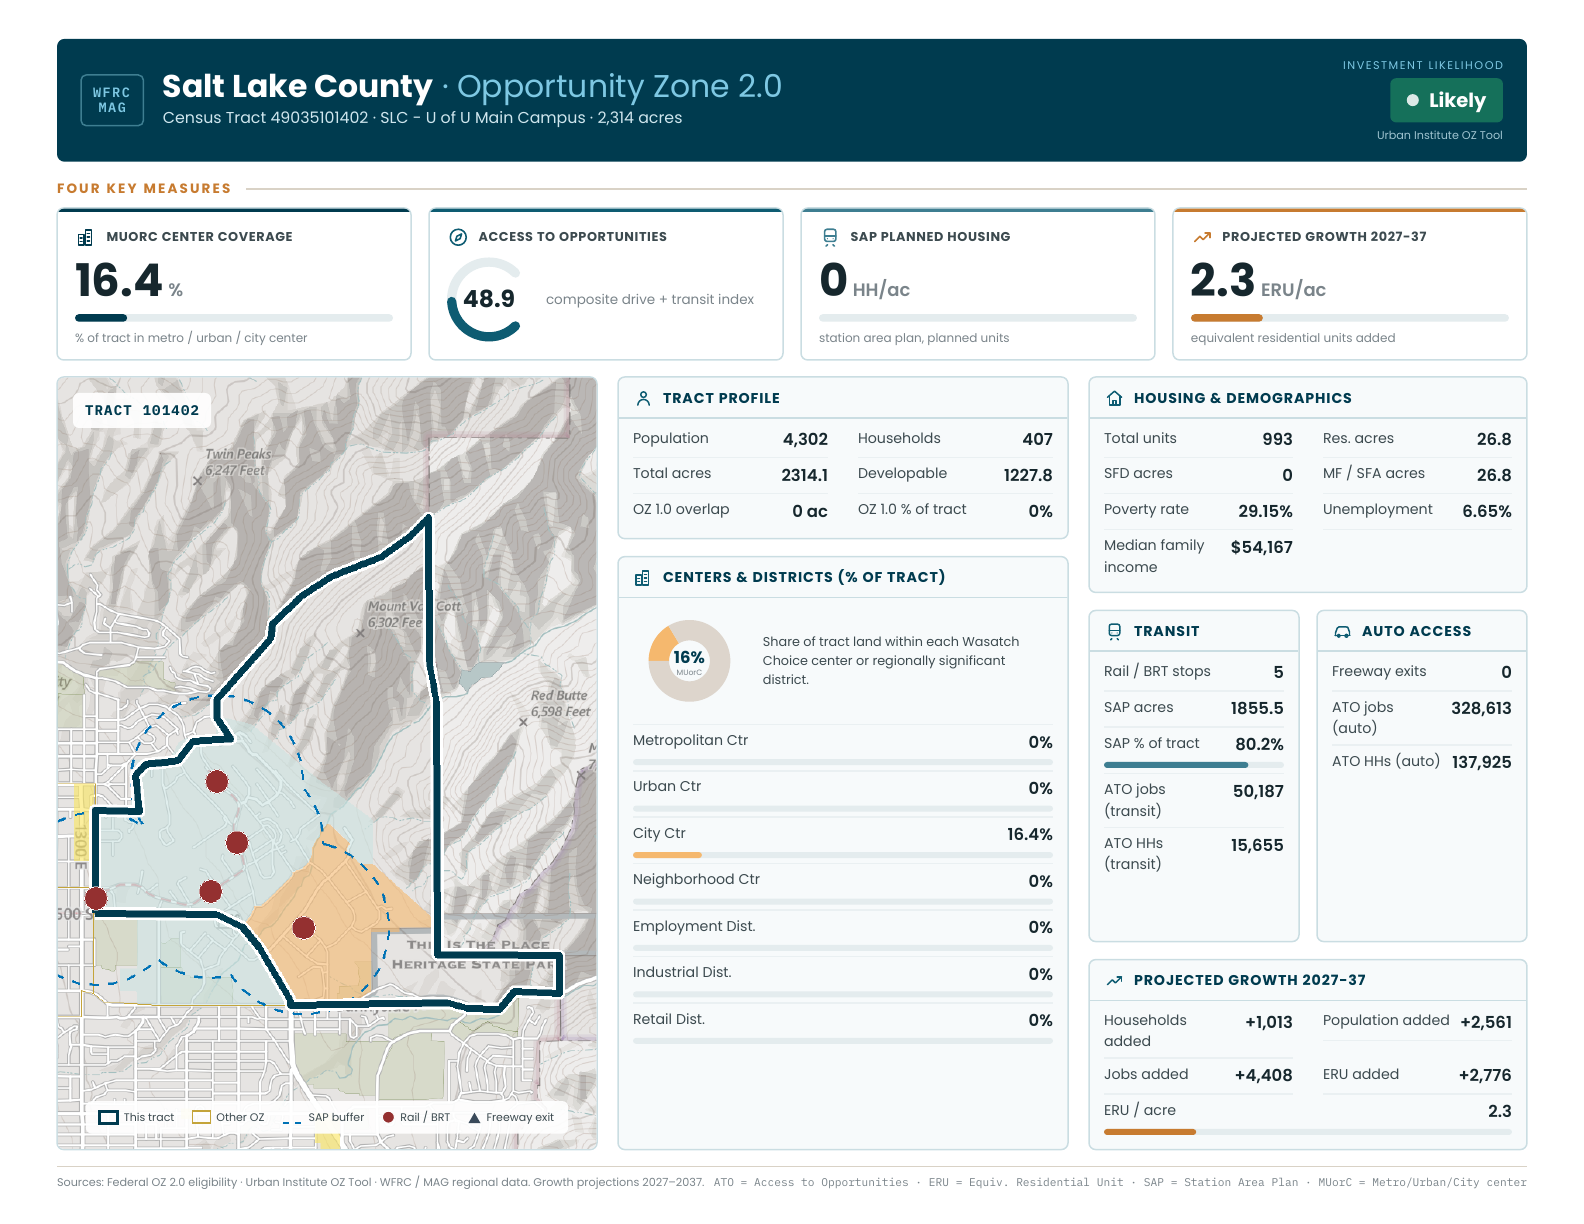 WFRC
MAG
Salt Lake County · Opportunity Zone 2.0
Census Tract 49035101402 · SLC - U of U Main Campus · 2,314 acres
INVESTMENT LIKELIHOOD
Likely
Urban Institute OZ Tool
FOUR KEY MEASURES
MUORC CENTER COVERAGE
16.4 %
% of tract in metro / urban / city center
ACCESS TO OPPORTUNITIES
48.9
composite drive + transit index
SAP PLANNED HOUSING
0 HH/ac
station area plan, planned units
PROJECTED GROWTH 2027-37
2.3 ERU/ac
equivalent residential units added
TRACT 101402
Twin Peaks
6,247 Feet
Mount Van Cott
6,302 Feet
Red Butte
6,598 Feet
1300 E
THIS IS THE PLACE
HERITAGE STATE PARK
This tract
Other OZ
SAP buffer
Rail / BRT
Freeway exit
TRACT PROFILE
Population 4,302
Households 407
Total acres 2314.1
Developable 1227.8
OZ 1.0 overlap 0 ac
OZ 1.0 % of tract 0%
CENTERS & DISTRICTS (% OF TRACT)
16%
MUorC
Share of tract land within each Wasatch
Choice center or regionally significant
district.
Metropolitan Ctr 0%
Urban Ctr 0%
City Ctr 16.4%
Neighborhood Ctr 0%
Employment Dist. 0%
Industrial Dist. 0%
Retail Dist. 0%
HOUSING & DEMOGRAPHICS
Total units 993
Res. acres 26.8
SFD acres 0
MF / SFA acres 26.8
Poverty rate 29.15%
Unemployment 6.65%
Median family
income $54,167
TRANSIT
Rail / BRT stops 5
SAP acres 1855.5
SAP % of tract 80.2%
ATO jobs
(transit) 50,187
ATO HHs
(transit) 15,655
AUTO ACCESS
Freeway exits 0
ATO jobs
(auto) 328,613
ATO HHs (auto) 137,925
PROJECTED GROWTH 2027-37
Households
added +1,013
Population added +2,561
Jobs added +4,408
ERU added +2,776
ERU / acre 2.3
Sources: Federal OZ 2.0 eligibility · Urban Institute OZ Tool · WFRC / MAG regional data. Growth projections 2027–2037.
ATO = Access to Opportunities · ERU = Equiv. Residential Unit · SAP = Station Area Plan · MUorC = Metro/Urban/City center